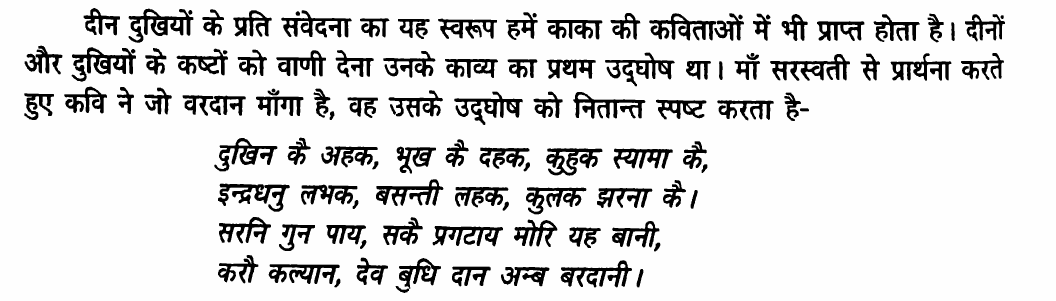 दीन दुखियों के प्रति संवेदना का यह स्वरूप हमें काका की कविताओं में भी प्राप्त होता है। दीनों
और दुखियों के कष्टों को वाणी देना उनके काव्य का प्रथम उद्घोष था। माँ सरस्वती से प्रार्थना करते
हुए कवि ने जो वरदान माँगा है, वह उसके उद्घोष को नितान्त स्पष्ट करता है-
दुखिन कै अहक, भूख कै दहक, कुहुक स्यामा कै,
इन्द्रधनु लभक, बसन्ती लहक, कुलक झरना कै।
सरनि गुन पाय, सकै प्रगटाय मोरि यह बानी,
करौ कल्यान, देव बुधि दान अम्ब बरदानी।